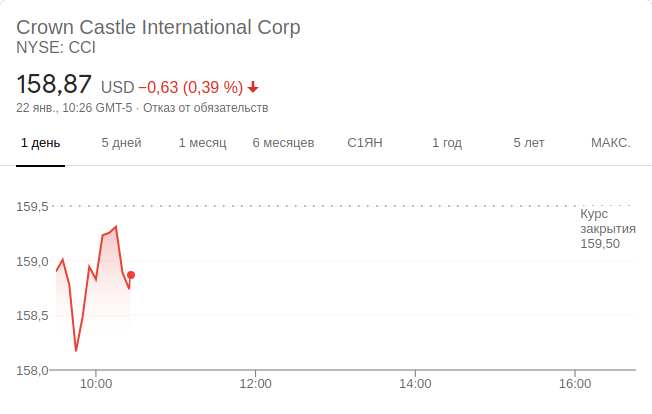 Crown Castle International Corp
NYSE: CCI
158,87 USD −0,63 (0,39 %)
22 янв., 10:26 GMT-5 · Отказ от обязательств
1 день 5 дней 1 месяц 6 месяцев С1ЯН 1 год 5 лет МАКС.
159,5
Курс
закрытия
159,50
159,0
158,5
158,0
10:00 12:00 14:00 16:00